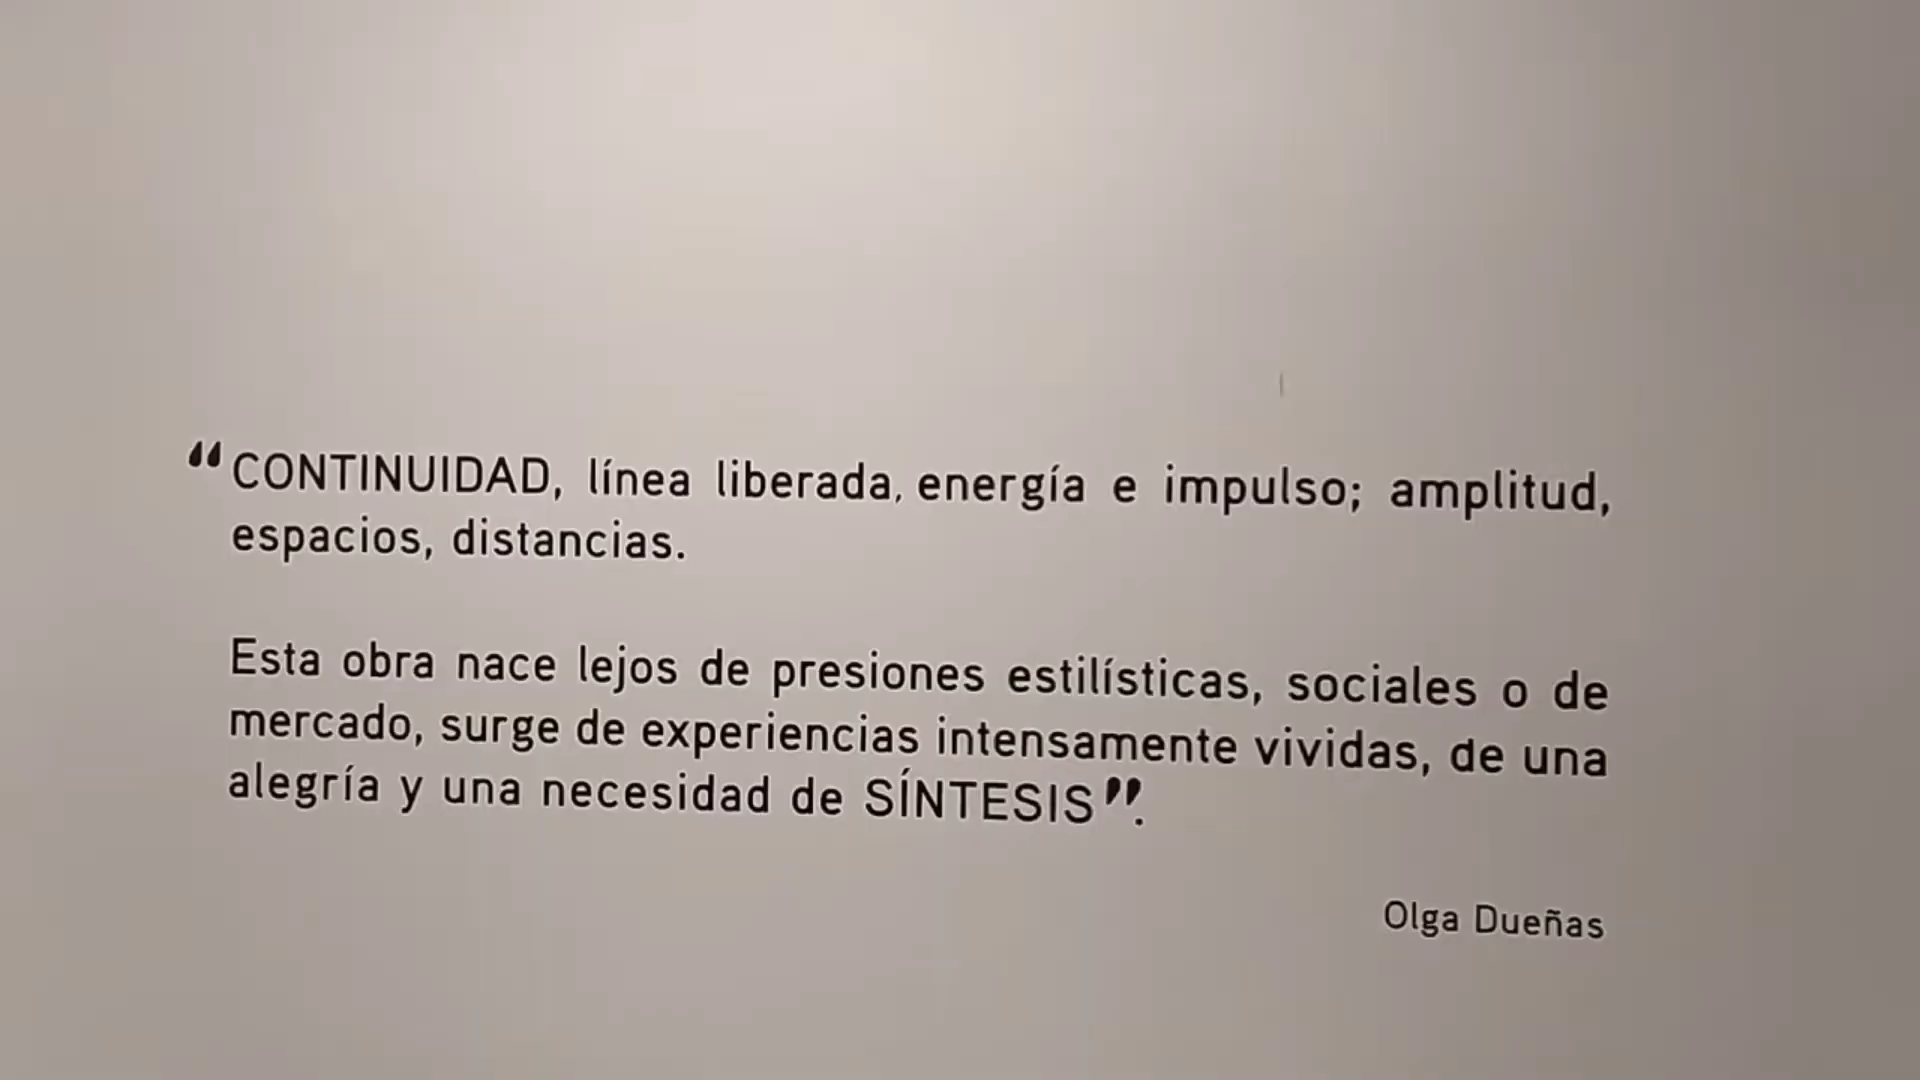 “CONTINUIDAD, línea liberada, energía e impulso; amplitud,
espacios, distancias.
Esta obra nace lejos de presiones estilísticas, sociales o de
mercado, surge de experiencias intensamente vividas, de una
alegría y una necesidad de SÍNTESIS”.
Olga Dueñas